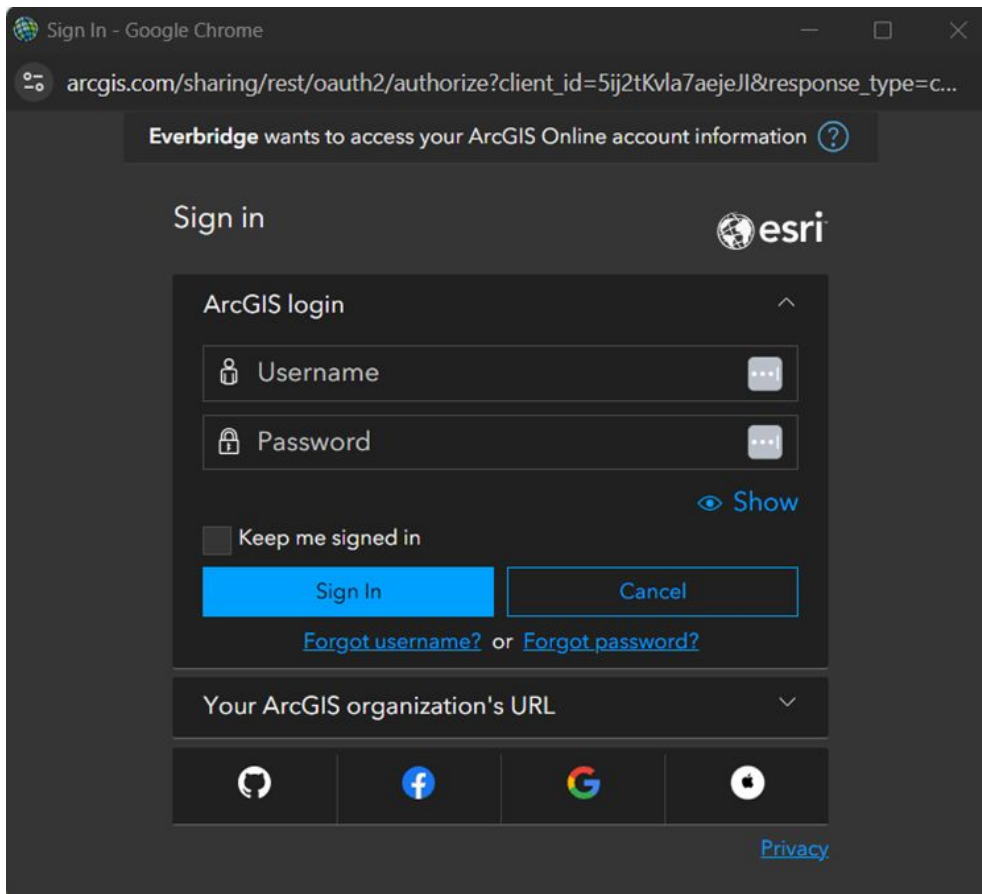 Sign In - Google Chrome
arcgis.com/sharing/rest/oauth2/authorize?client_id=5ij2tKvla7aejeJI&response_type=c...
Everbridge wants to access your ArcGIS Online account information ?
Sign in
esri
ArcGIS login
Username
Password
Show
Keep me signed in
Sign In Cancel
Forgot username? or Forgot password?
Your ArcGIS organization's URL
Privacy